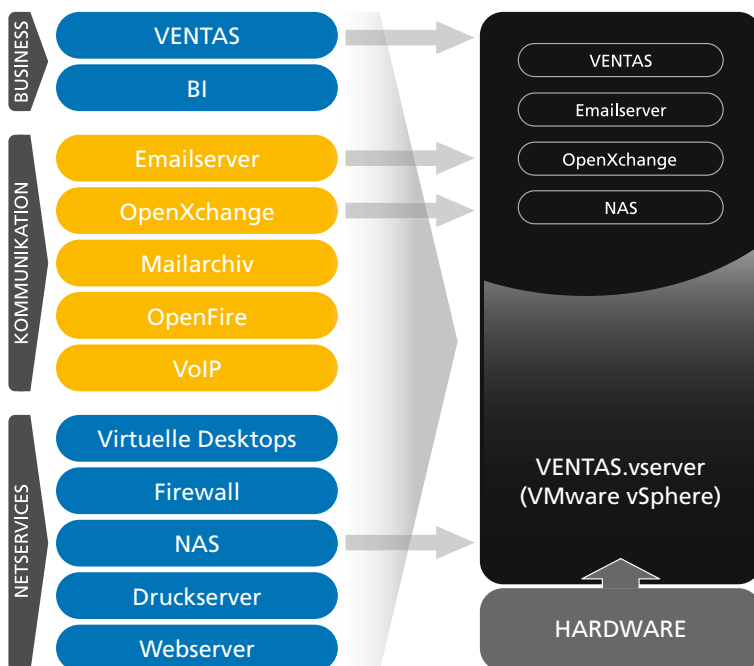 BUSINESS
VENTAS
BI
KOMMUNIKATION
Emailserver
OpenXchange
Mailarchiv
OpenFire
VoIP
NETSERVICES
Virtuelle Desktops
Firewall
NAS
Druckserver
Webserver
VENTAS
Emailserver
OpenXchange
NAS
VENTAS.vserver
(VMware vSphere)
HARDWARE